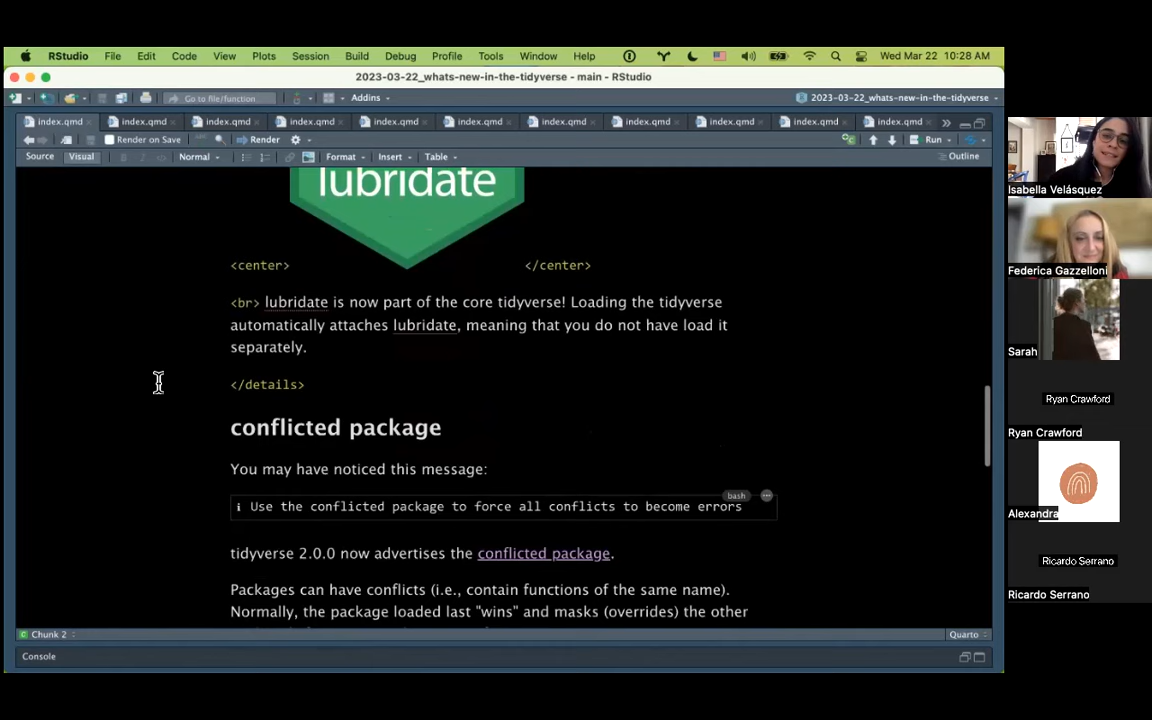 RStudio File Edit Code View Plots Session Build Debug Profile Tools Window Help Wed Mar 22 10:28 AM
2023-03-22_whats-new-in-the-tidyverse - main - RStudio
Go to file/function Addins 2023-03-22_whats-new-in-the-tidyverse
index.qmd index.qmd index.qmd index.qmd index.qmd index.qmd index.qmd index.qmd index.qmd index.qmd index.qmd
Render on Save Render Run
Source Visual Normal Format Insert Table Outline
lubridate
<center> </center>
<br> lubridate is now part of the core tidyverse! Loading the tidyverse
automatically attaches lubridate, meaning that you do not have load it
separately.
</details>
conflicted package
You may have noticed this message:
bash
i Use the conflicted package to force all conflicts to become errors
tidyverse 2.0.0 now advertises the conflicted package.
Packages can have conflicts (i.e., contain functions of the same name).
Normally, the package loaded last "wins" and masks (overrides) the other
Chunk 2 Quarto
Console
Isabella Velásquez
Federica Gazzelloni
Sarah
Ryan Crawford
Ryan Crawford
Alexandra
Ricardo Serrano
Ricardo Serrano